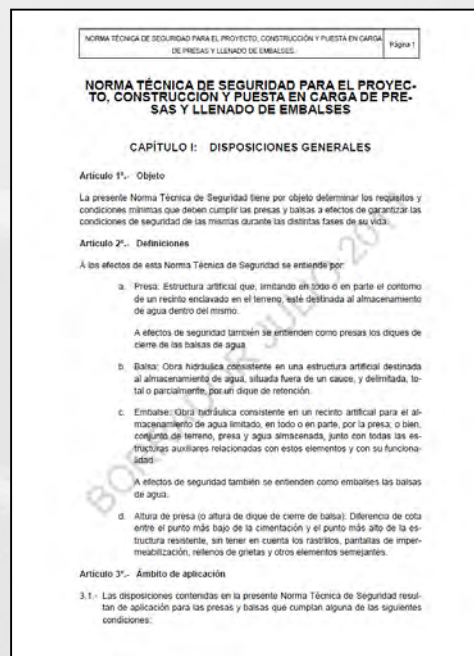 NORMA TÉCNICA DE SEGURIDAD PARA EL PROYECTO, CONSTRUCCIÓN Y PUESTA EN CARGA
DE PRESAS Y LLENADO DE EMBALSES.
Página 1
NORMA TÉCNICA DE SEGURIDAD PARA EL PROYEC-
TO, CONSTRUCCIÓN Y PUESTA EN CARGA DE PRE-
SAS Y LLENADO DE EMBALSES
CAPÍTULO I: DISPOSICIONES GENERALES
Artículo 1º.- Objeto
La presente Norma Técnica de Seguridad tiene por objeto determinar los requisitos y
condiciones mínimas que deben cumplir las presas y balsas a efectos de garantizar las
condiciones de seguridad de las mismas durante las distintas fases de su vida.
Artículo 2º.- Definiciones
A los efectos de esta Norma Técnica de Seguridad se entiende por:
a. Presa: Estructura artificial que, limitando en todo o en parte el contorno
de un recinto enclavado en el terreno, esté destinada al almacenamiento
de agua dentro del mismo.
A efectos de seguridad también se entienden como presas los diques de
cierre de las balsas de agua.
b. Balsa: Obra hidráulica consistente en una estructura artificial destinada
al almacenamiento de agua, situada fuera de un cauce, y delimitada, to-
tal o parcialmente, por un dique de retención.
c. Embalse: Obra hidráulica consistente en un recinto artificial para el al-
macenamiento de agua limitado, en todo o en parte, por la presa; o bien,
conjunto de terreno, presa y agua almacenada, junto con todas las es-
tructuras auxiliares relacionadas con estos elementos y con su funciona-
lidad.
A efectos de seguridad también se entienden como embalses las balsas
de agua.
d. Altura de presa (o altura de dique de cierre de balsa): Diferencia de cota
entre el punto más bajo de la cimentación y el punto más alto de la es-
tructura resistente, sin tener en cuenta los rastrillos, pantallas de imper-
meabilización, rellenos de grietas y otros elementos semejantes.
Artículo 3º.- Ámbito de aplicación
3.1.- Las disposiciones contenidas en la presente Norma Técnica de Seguridad resul-
tan de aplicación para las presas y balsas que cumplan alguna de las siguientes
condiciones:
BORRADOR JULIO